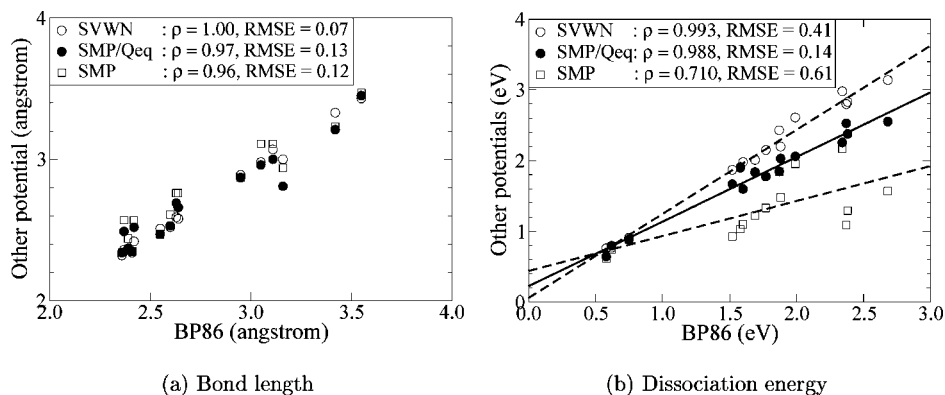 4
3
2
Other potential (angstrom)
SVWN : ρ = 1.00, RMSE = 0.07
SMP/Qeq : ρ = 0.97, RMSE = 0.13
SMP : ρ = 0.96, RMSE = 0.12
2.0 2.5 3.0 3.5 4.0
BP86 (angstrom)
(a) Bond length
4
3
2
1
0
Other potentials (eV)
SVWN : ρ = 0.993, RMSE = 0.41
SMP/Qeq: ρ = 0.988, RMSE = 0.14
SMP : ρ = 0.710, RMSE = 0.61
0.0 0.5 1.0 1.5 2.0 2.5 3.0
BP86 (eV)
(b) Dissociation energy